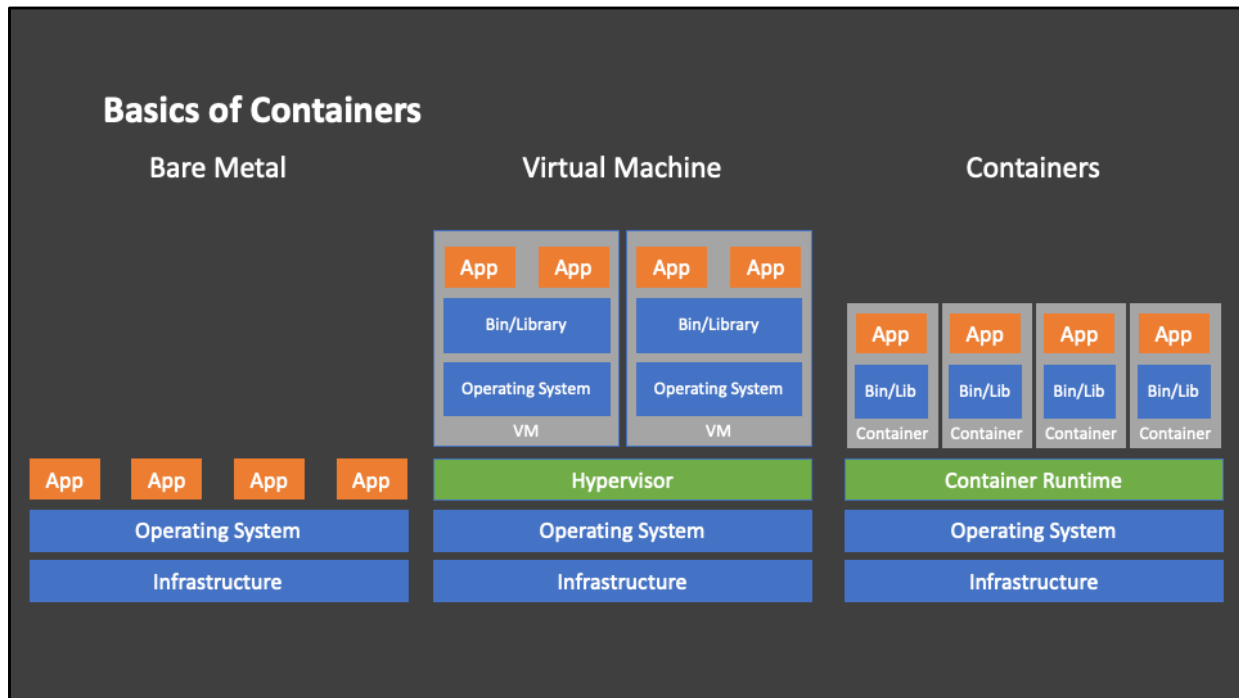 Basics of Containers
Bare Metal
App App App App
Operating System
Infrastructure
Virtual Machine
App App
Bin/Library
Operating System
VM
App App
Bin/Library
Operating System
VM
Hypervisor
Operating System
Infrastructure
Containers
App
Bin/Lib
Container
App
Bin/Lib
Container
App
Bin/Lib
Container
App
Bin/Lib
Container
Container Runtime
Operating System
Infrastructure